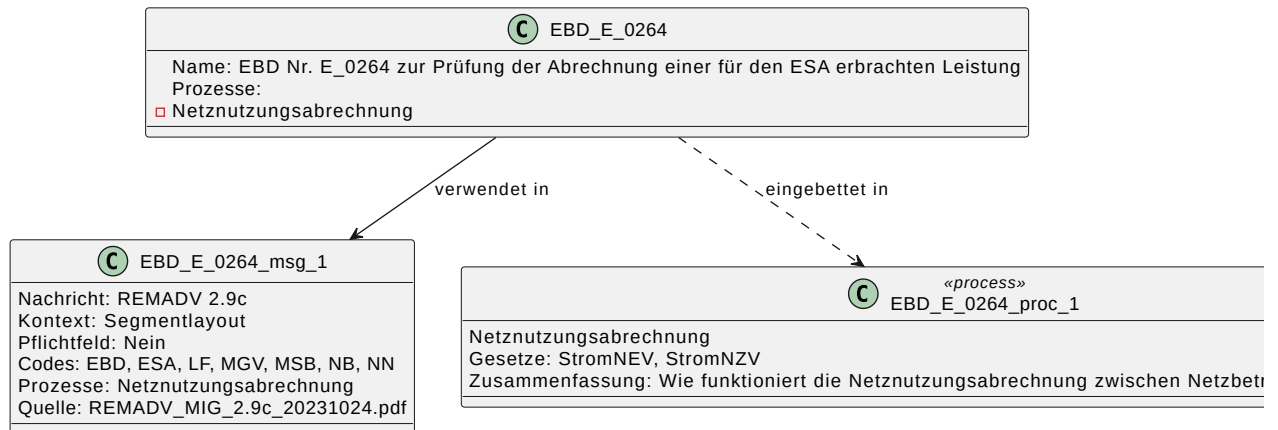 C EBD_E_0264
Name: EBD Nr. E_0264 zur Prüfung der Abrechnung einer für den ESA erbrachten Leistung
Prozesse:
Netznutzungsabrechnung
verwendet in
eingebettet in
C EBD_E_0264_msg_1
Nachricht: REMADV 2.9c
Kontext: Segmentlayout
Pflichtfeld: Nein
Codes: EBD, ESA, LF, MGV, MSB, NB, NN
Prozesse: Netznutzungsabrechnung
Quelle: REMADV_MIG_2.9c_20231024.pdf
C «process»
EBD_E_0264_proc_1
Netznutzungsabrechnung
Gesetze: StromNEV, StromNZV
Zusammenfassung: Wie funktioniert die Netznutzungsabrechnung zwischen Netzbetr